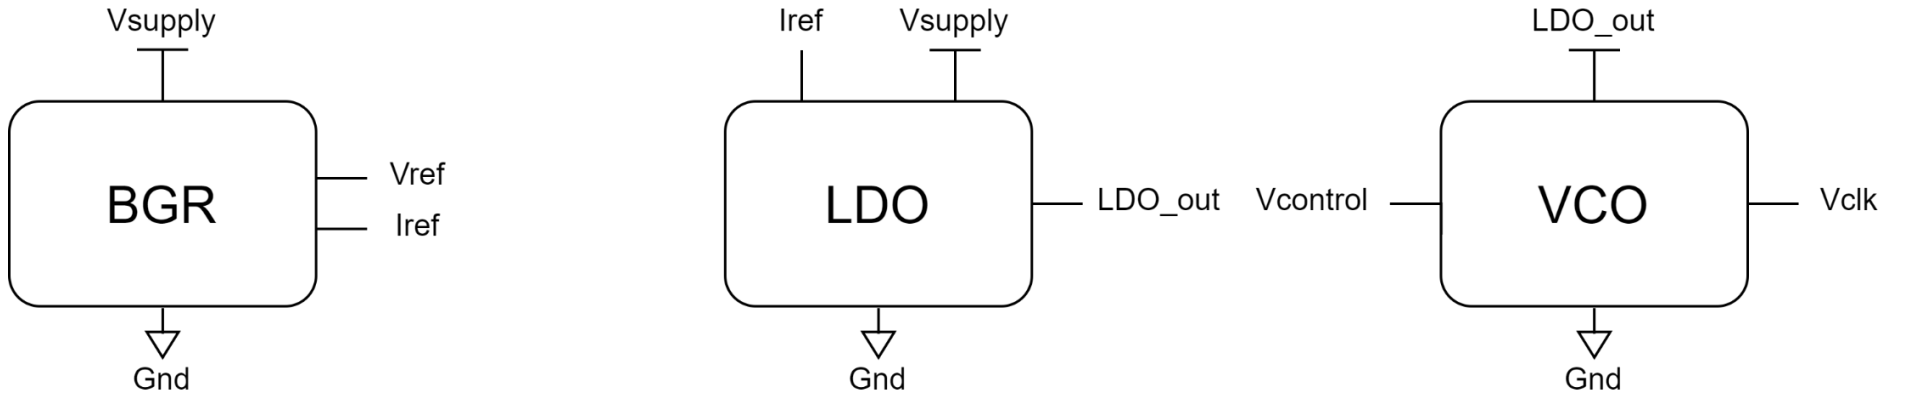 Vsupply
BGR
Vref
Iref
Gnd
Iref
Vsupply
LDO
LDO_out
Gnd
LDO_out
Vcontrol
VCO
Vclk
Gnd